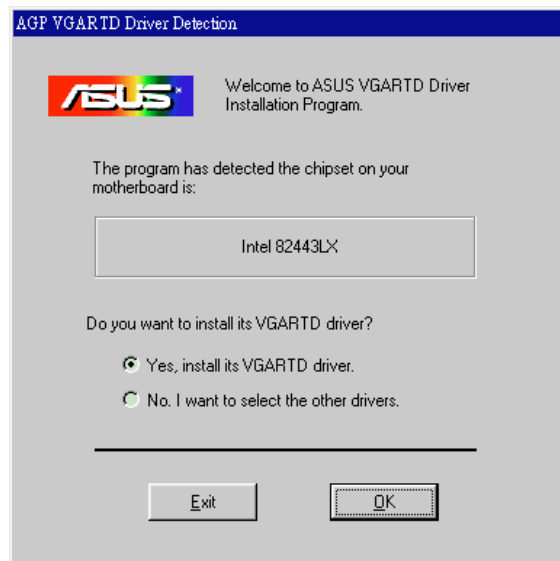 AGP VGARTD Driver Detection
ASUS
Welcome to ASUS VGARTD Driver
Installation Program.
The program has detected the chipset on your
motherboard is:
Intel 82443LX
Do you want to install its VGARTD driver?
Yes, install its VGARTD driver.
No. I want to select the other drivers.
Exit
OK